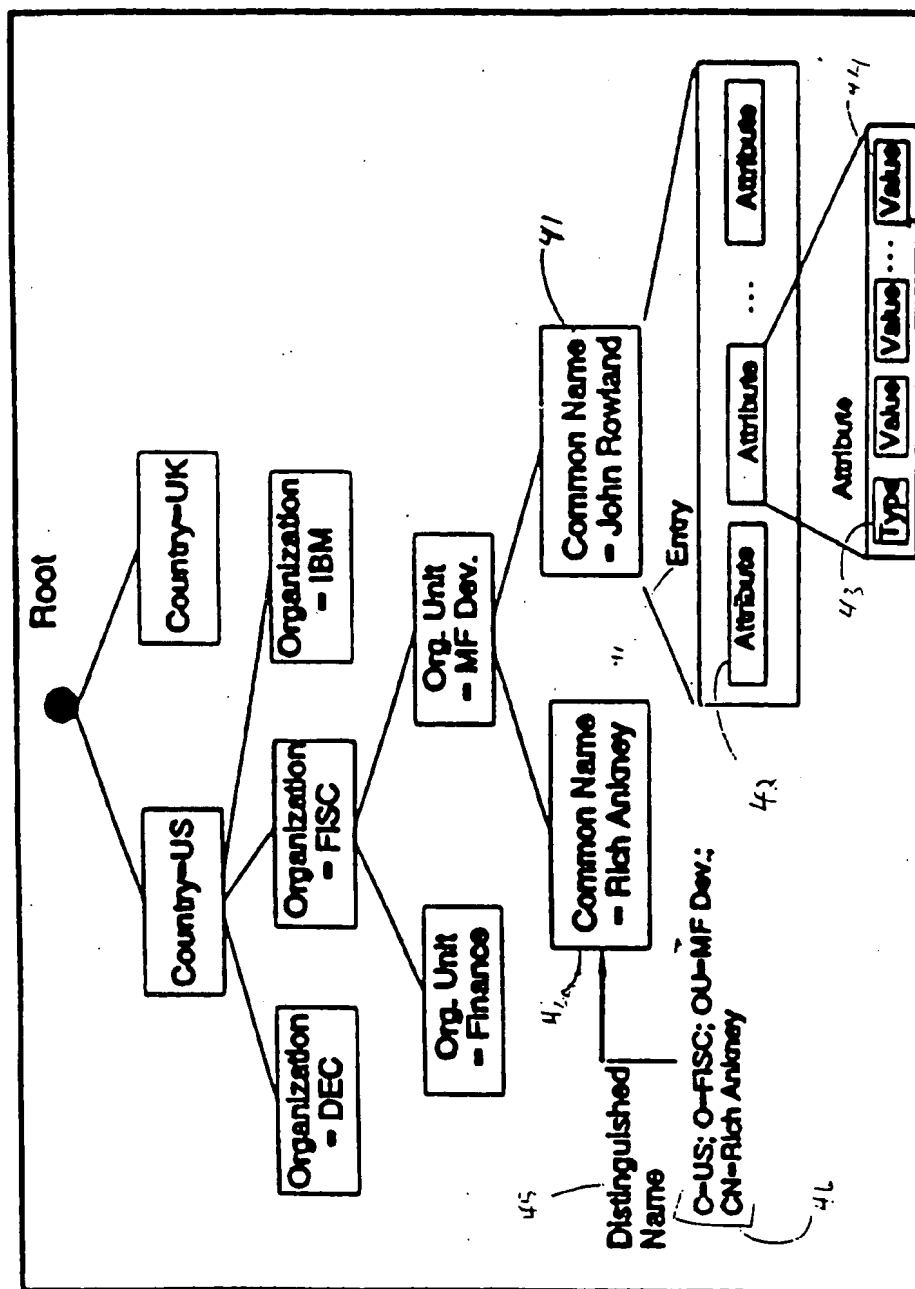 Root
Country=US
Country=UK
Organization
= DEC
Organization
= FISC
Organization
= IBM
Org. Unit
= Finance
Org. Unit
= MF Dev.
Common Name
= Rich Ankney
Common Name
= John Rowland
41
45
Distinguished
Name
C=US; O=FISC; OU=MF Dev.;
CN=Rich Ankney
46
Entry
42
Attribute
Attribute
...
Attribute
Attribute
43
Type
Value
Value
...
Value
44